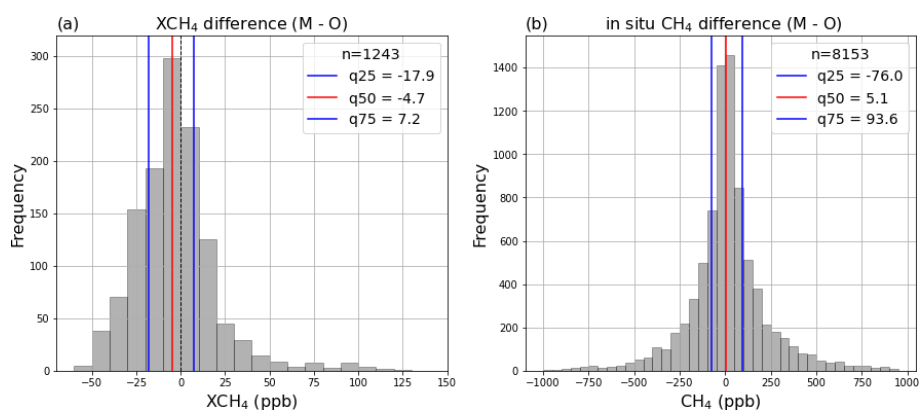 (a) XCH₄ difference (M - O)
n=1243
q25 = -17.9
q50 = -4.7
q75 = 7.2
Frequency
300
250
200
150
100
50
0
−50 −25 0 25 50 75 100 125 150
XCH₄ (ppb)
(b) in situ CH₄ difference (M - O)
n=8153
q25 = -76.0
q50 = 5.1
q75 = 93.6
Frequency
1400
1200
1000
800
600
400
200
0
−1000 −750 −500 −250 0 250 500 750 1000
CH₄ (ppb)